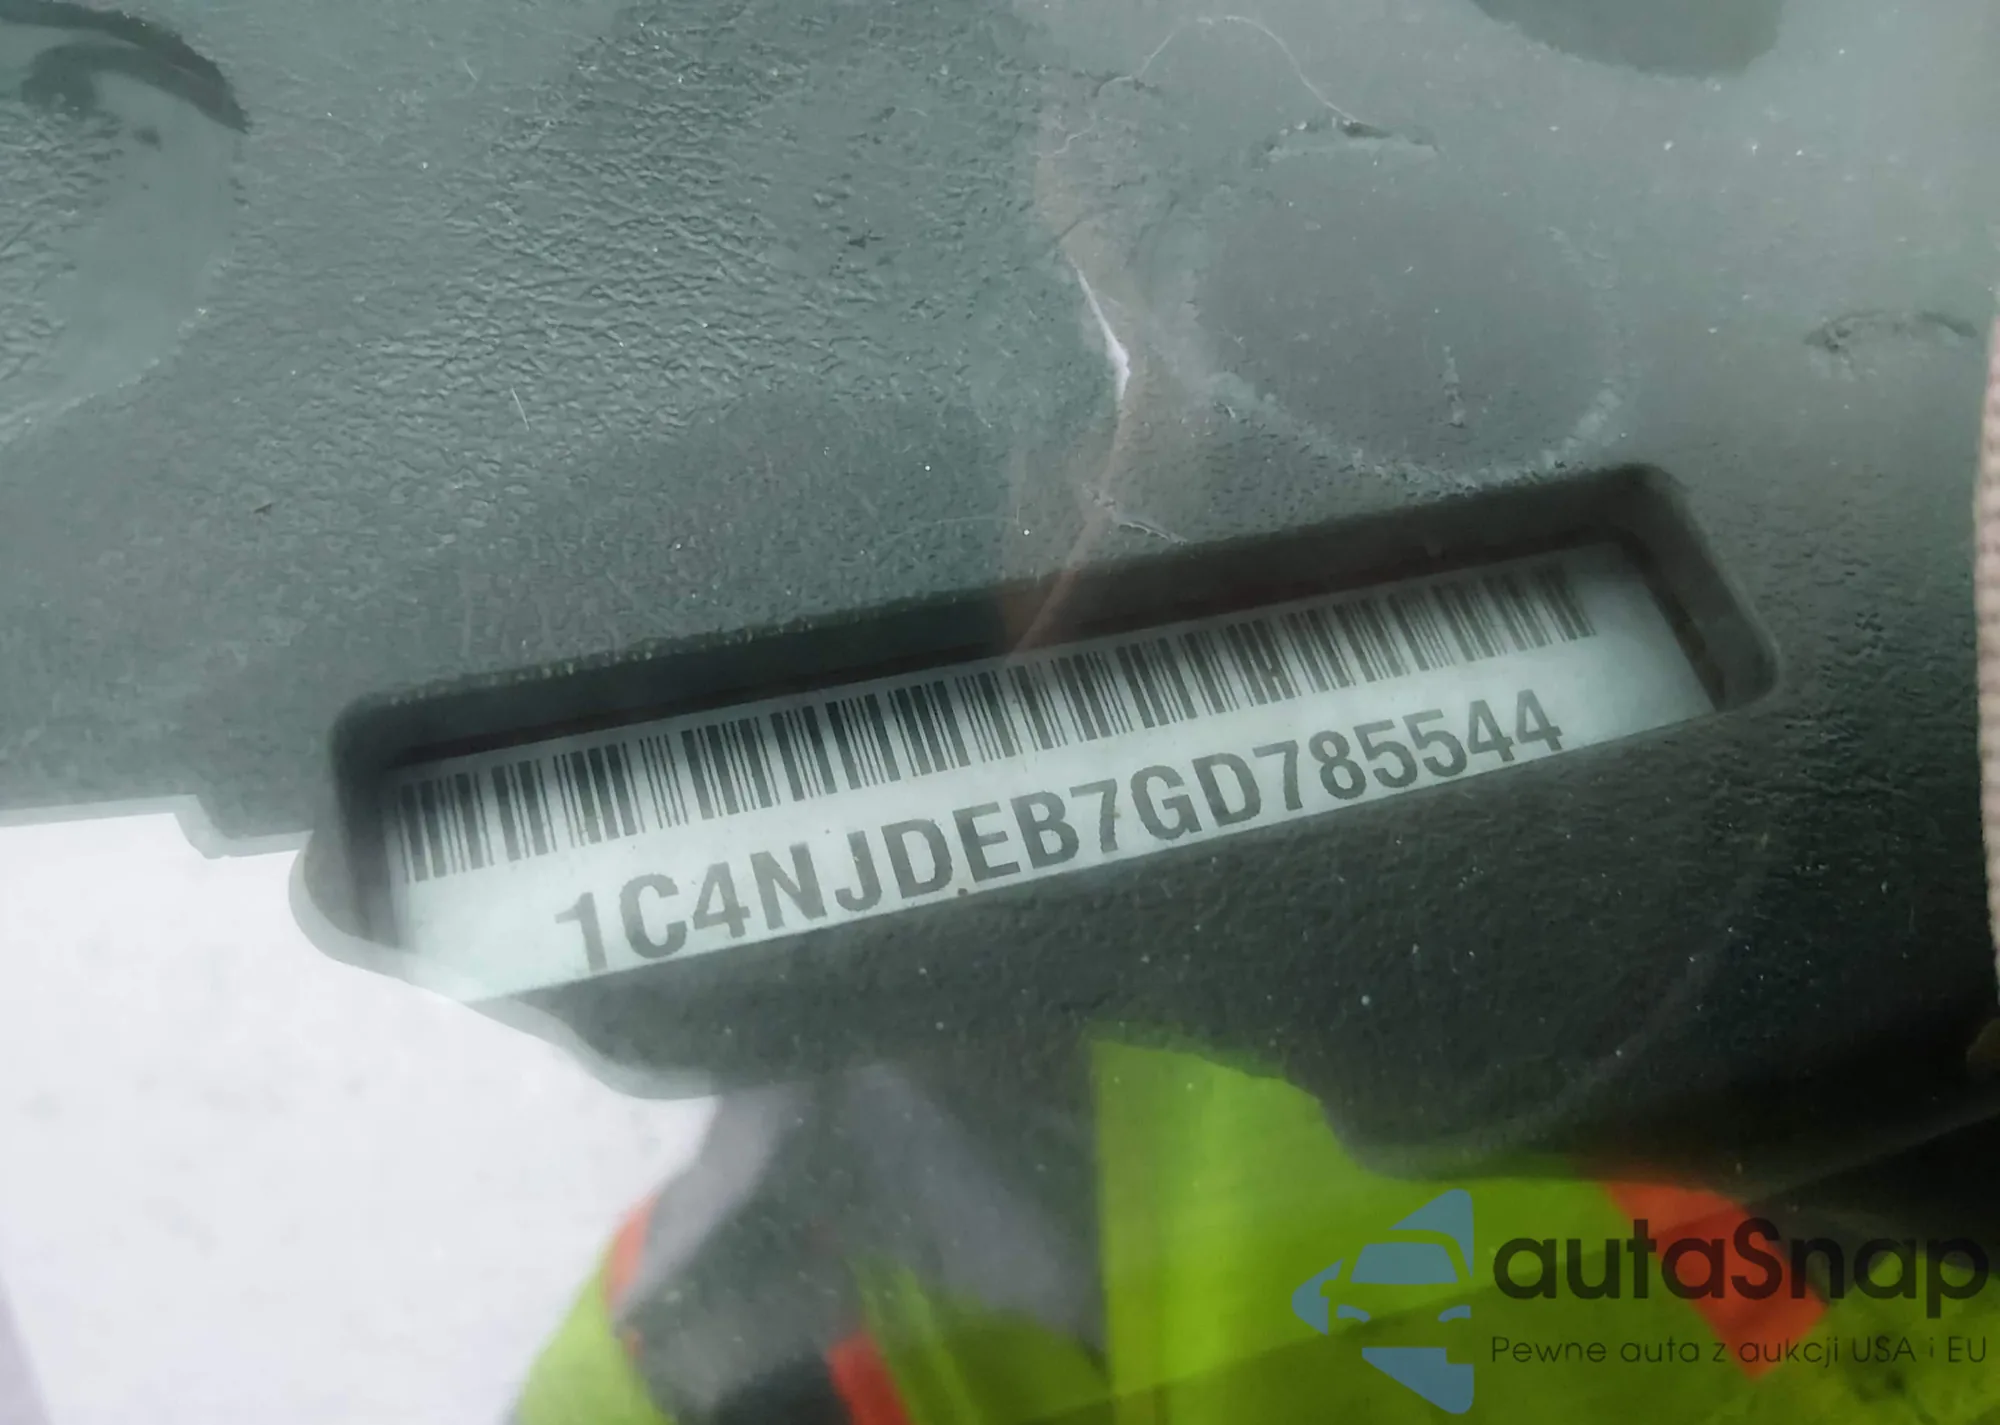 1C4NJDEB7GD785544
autaSnap
Pewne auta z aukcji USA i EU